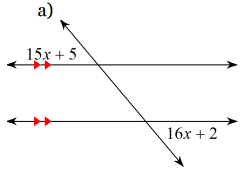 a)
15x + 5
16x + 2